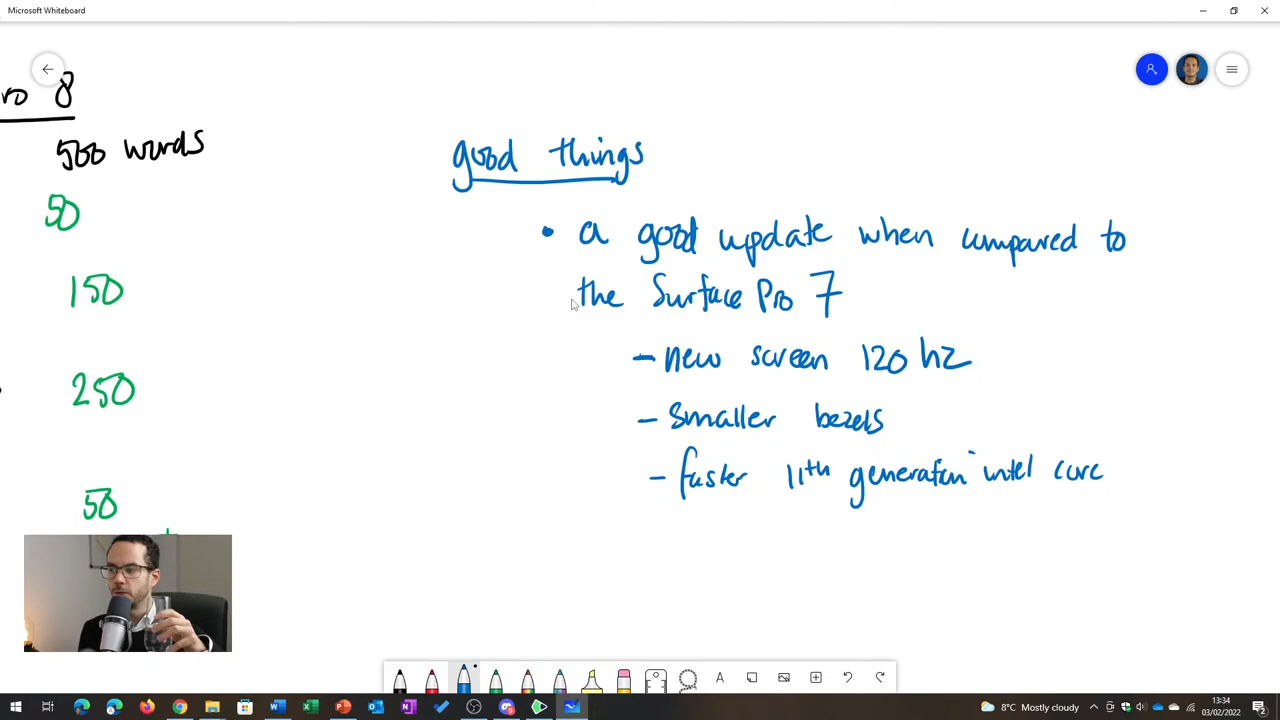 Microsoft Whiteboard
ro 8
500 words
50
150
250
50
good things
• a good update when compared to
the Surface Pro 7
- new screen 120 hz
- smaller bezels
- faster 11th generation intel core
A
8°C Mostly cloudy
13:34
03/02/2022